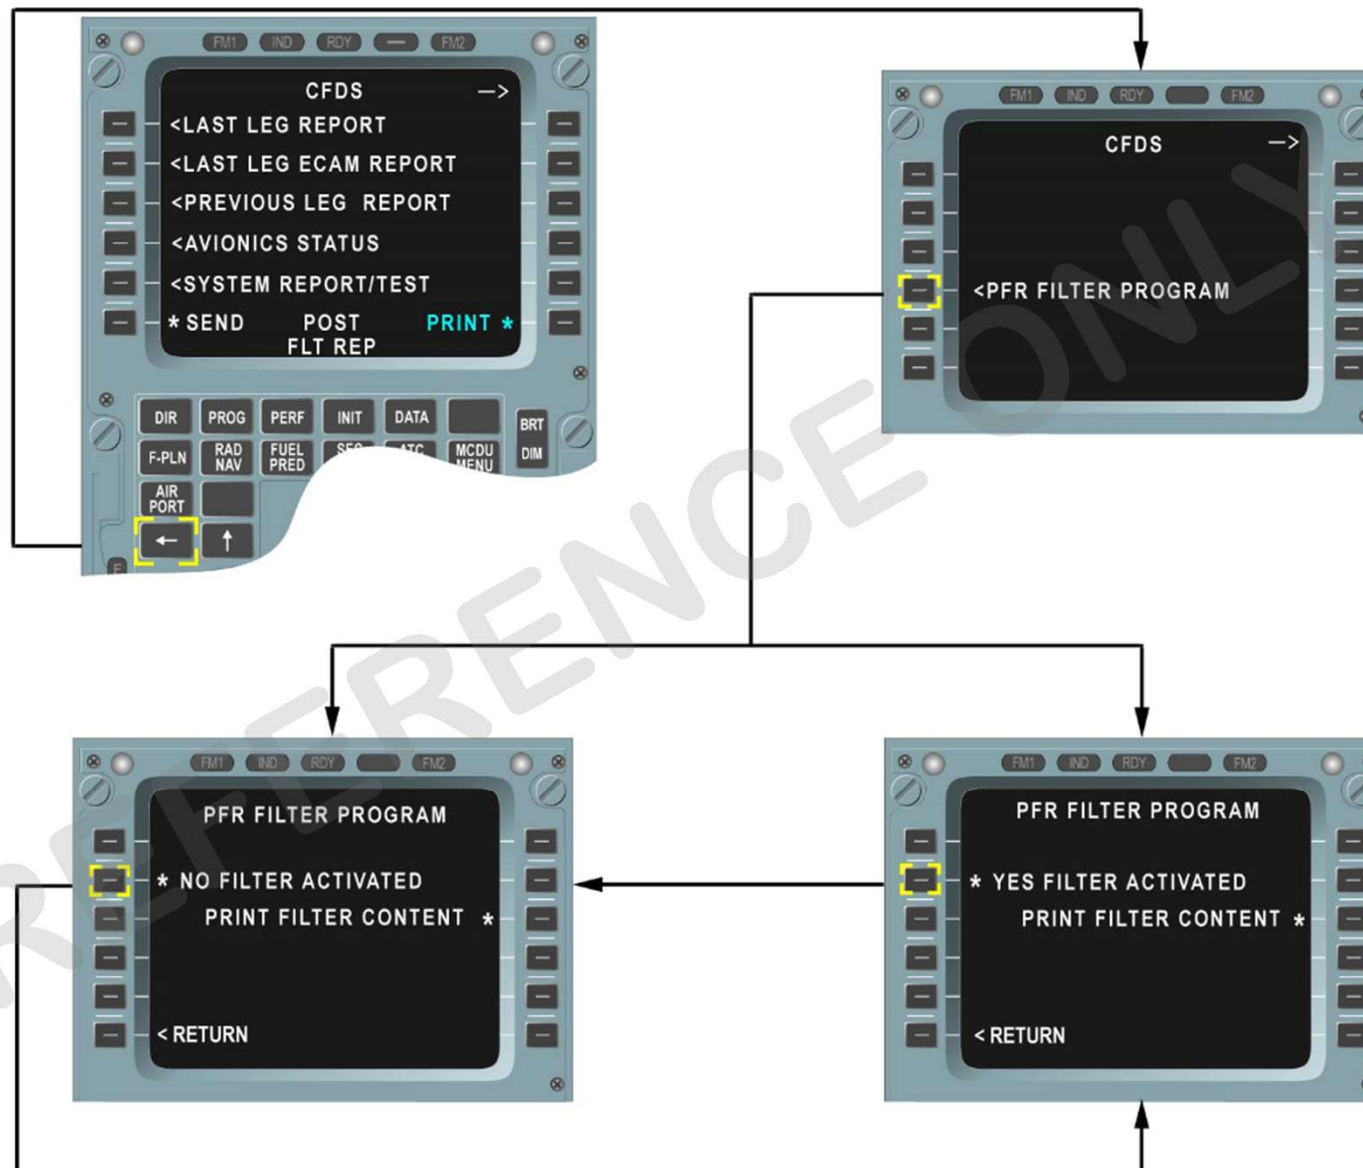 FM1 IND RDY FM2
CFDS –>
<LAST LEG REPORT
<LAST LEG ECAM REPORT
<PREVIOUS LEG REPORT
<AVIONICS STATUS
<SYSTEM REPORT/TEST
* SEND POST PRINT *
FLT REP
DIR PROG PERF INIT DATA BRT
F-PLN RAD NAV FUEL PRED MCDU MENU DIM
AIR PORT
← ↑
FM1 IND RDY FM2
CFDS –>
<PFR FILTER PROGRAM
FM1 IND RDY FM2
PFR FILTER PROGRAM
* NO FILTER ACTIVATED
PRINT FILTER CONTENT *
< RETURN
FM1 IND RDY FM2
PFR FILTER PROGRAM
* YES FILTER ACTIVATED
PRINT FILTER CONTENT *
< RETURN
REFERENCE ONLY